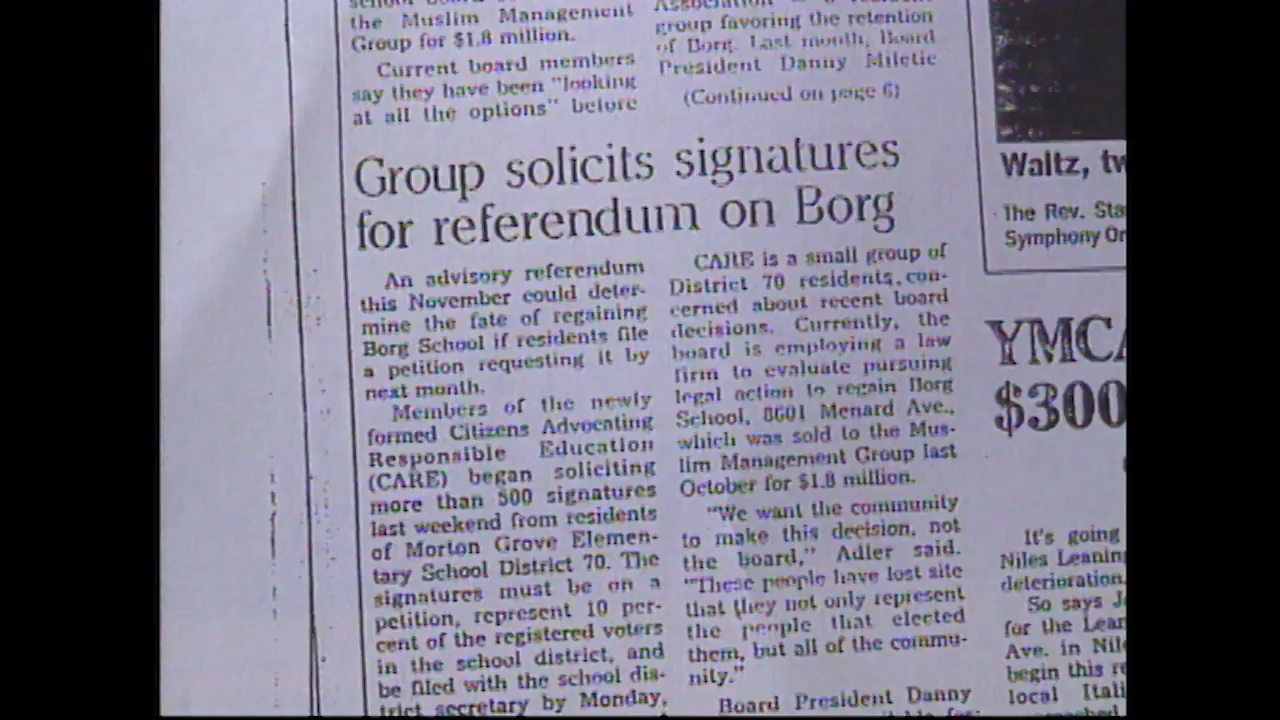 the Muslim Management
Group for $1.8 million.
Current board members
say they have been "looking
at all the options" before
group favoring the retention
of Borg. Last month, Board
President Danny Miletic
(Continued on page 6)
Group solicits signatures
for referendum on Borg
An advisory referendum
this November could deter-
mine the fate of regaining
Borg School if residents file
a petition requesting it by
next month.
Members of the newly
formed Citizens Advocating
Responsible Education
(CARE) began soliciting
more than 500 signatures
last weekend from residents
of Morton Grove Elemen-
tary School District 70. The
signatures must be on a
petition, represent 10 per-
cent of the registered voters
in the school district, and
be filed with the school dis-
trict secretary by Monday,
CARE is a small group of
District 70 residents, con-
cerned about recent board
decisions. Currently, the
board is employing a law
firm to evaluate pursuing
legal action to regain Borg
School, 8601 Menard Ave.,
which was sold to the Mus-
lim Management Group last
October for $1.8 million.
"We want the community
to make this decision, not
the board," Adler said.
"These people have lost site
that they not only represent
the people that elected
them, but all of the commu-
nity."
Board President Danny
Waltz, tw
The Rev. Sta
Symphony Or
YMCA
$300
It's going
Niles Leaning
deterioration,
So says J
for the Lean
Ave. in Nil
begin this re
local Itali